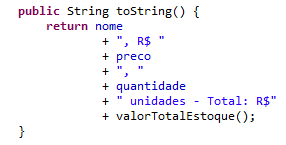 public String toString() {
return nome
+ ", R$ "
+ preco
+ ", "
+ quantidade
+ " unidades - Total: R$"
+ valorTotalEstoque();
}